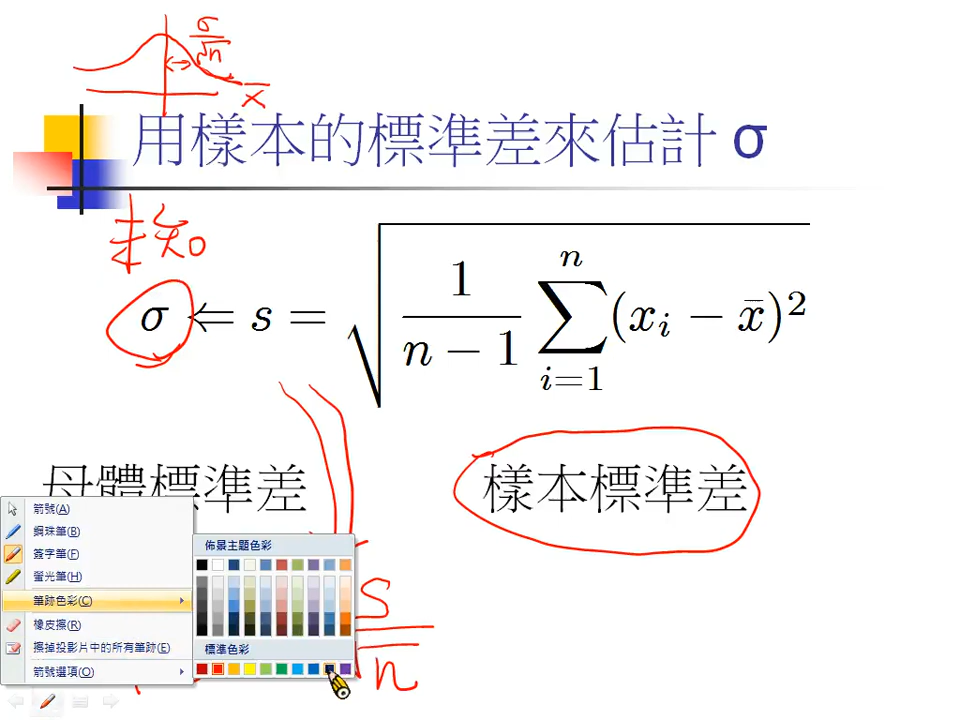 σ
√n
x̄
用樣本的標準差來估計 σ
未知
σ ⇐ s = √ 1/(n − 1) ∑ i=1 n (xᵢ − x̄)²
母體標準差
樣本標準差
箭號(A)
鋼珠筆(B)
簽字筆(F)
螢光筆(H)
筆跡色彩(C)
橡皮擦(R)
擦掉投影片中的所有筆跡(E)
箭號選項(O)
佈景主題色彩
標準色彩
S
n